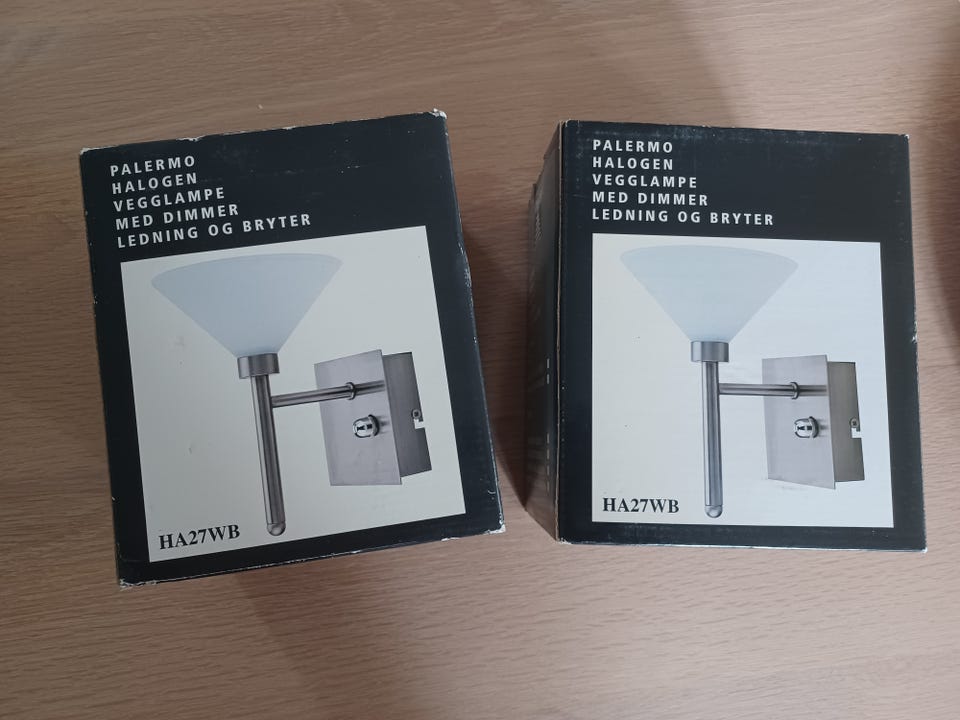 PALERMO
HALOGEN
VEGGLAMPE
MED DIMMER
LEDNING OG BRYTER
HA27WB
PALERMO
HALOGEN
VEGGLAMPE
MED DIMMER
LEDNING OG BRYTER
HA27WB